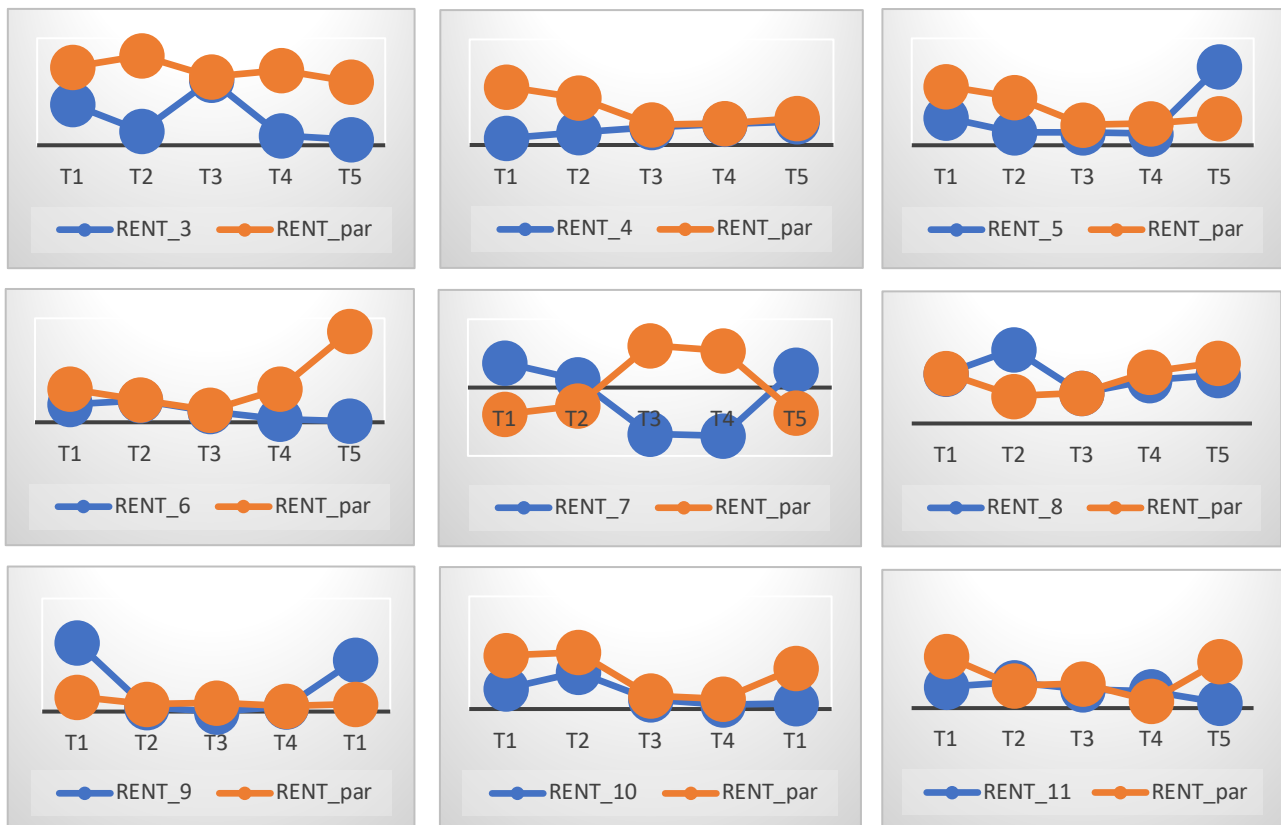 T1 T2 T3 T4 T5
RENT_3 RENT_par
T1 T2 T3 T4 T5
RENT_4 RENT_par
T1 T2 T3 T4 T5
RENT_5 RENT_par
T1 T2 T3 T4 T5
RENT_6 RENT_par
T1 T2 T3 T4 T5
RENT_7 RENT_par
T1 T2 T3 T4 T5
RENT_8 RENT_par
T1 T2 T3 T4 T1
RENT_9 RENT_par
T1 T2 T3 T4 T1
RENT_10 RENT_par
T1 T2 T3 T4 T5
RENT_11 RENT_par